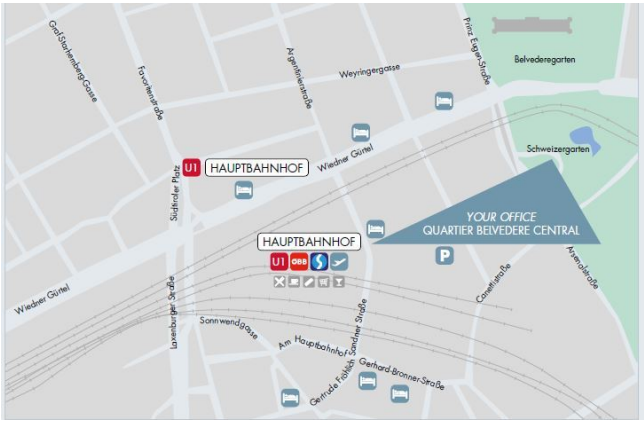 Graf-Starhemberg-Gasse
Favoritenstraße
Argentinierstraße
Weyringergasse
Prinz Eugen-Straße
Belvederegarten
Schweizergarten
U1 HAUPTBAHNHOF
Südtiroler Platz
Wiedner Gürtel
YOUR OFFICE
QUARTIER BELVEDERE CENTRAL
HAUPTBAHNHOF
U1 ÖBB S
P
Arsenalstraße
Canettistraße
Wiedner Gürtel
Laxenburger Straße
Sonnwendgasse
Am Hauptbahnhof
Gertrude Fröhlich Sandner Straße
Gerhard-Bronner-Straße